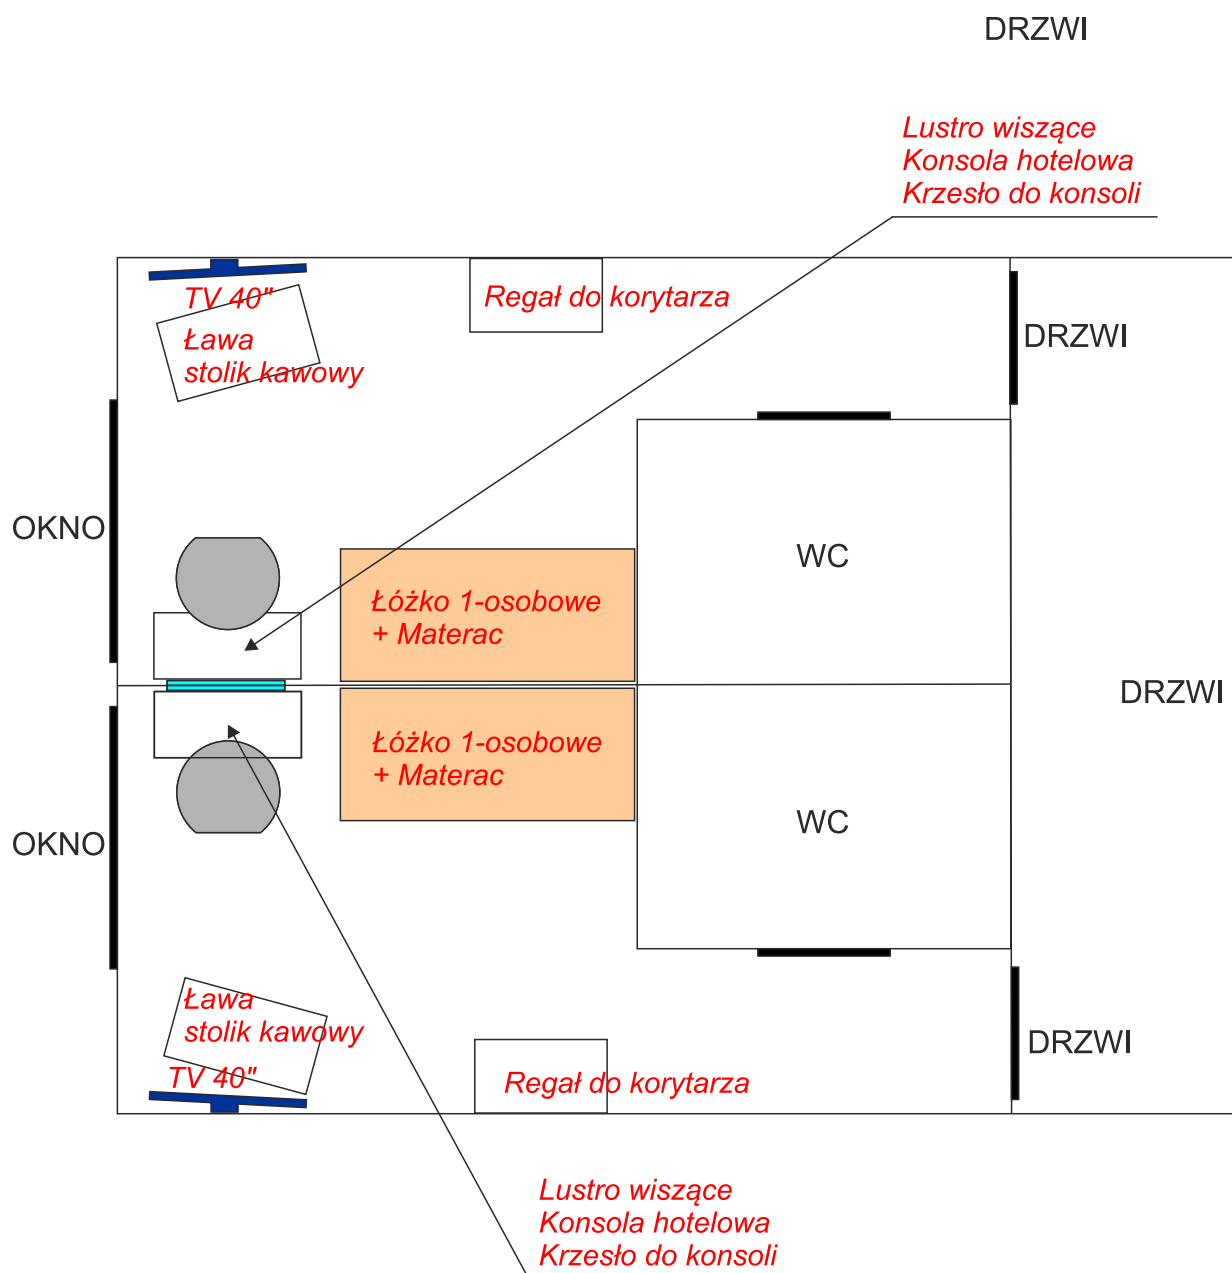 DRZWI
Lustro wiszące
Konsola hotelowa
Krzesło do konsoli
TV 40"
Ława
stolik kawowy
Regał do korytarza
DRZWI
OKNO
WC
Łóżko 1-osobowe
+ Materac
DRZWI
Łóżko 1-osobowe
+ Materac
WC
OKNO
Ława
stolik kawowy
TV 40"
Regał do korytarza
DRZWI
Lustro wiszące
Konsola hotelowa
Krzesło do konsoli